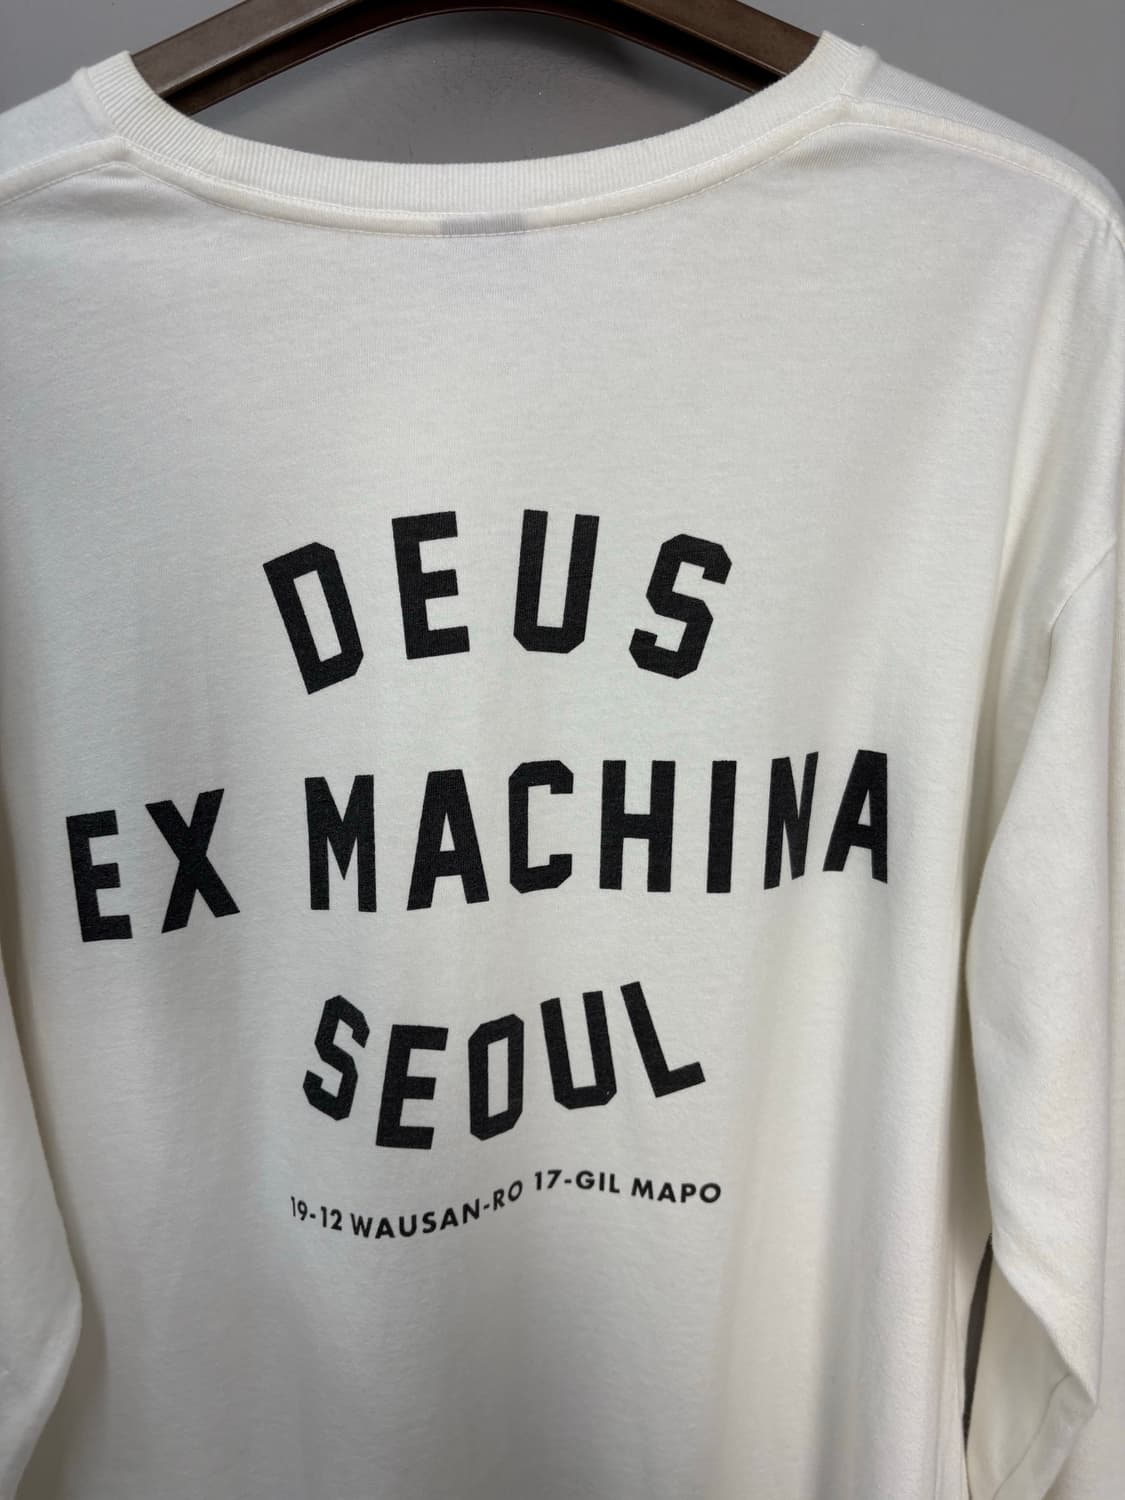 DEUS
EX MACHINA
SEOUL
19-12 WAUSAN-RO 17-GIL MAPO